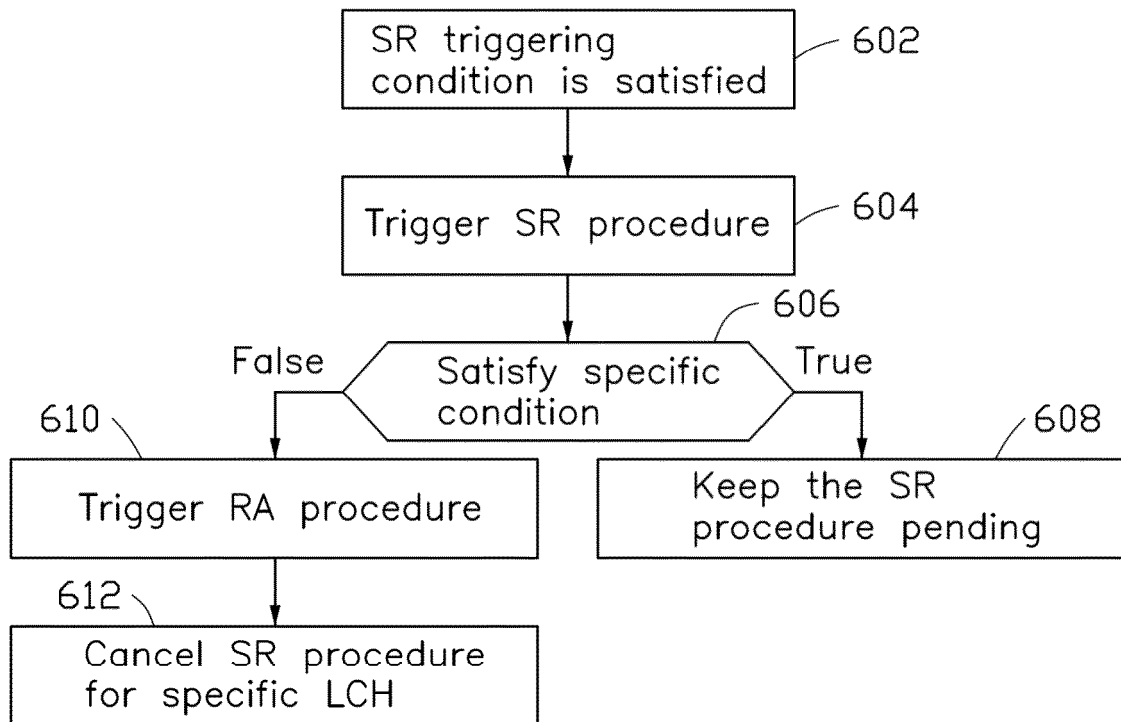 SR triggering
condition is satisfied
602
Trigger SR procedure
604
606
False
Satisfy specific
condition
True
610
608
Trigger RA procedure
Keep the SR
procedure pending
612
Cancel SR procedure
for specific LCH